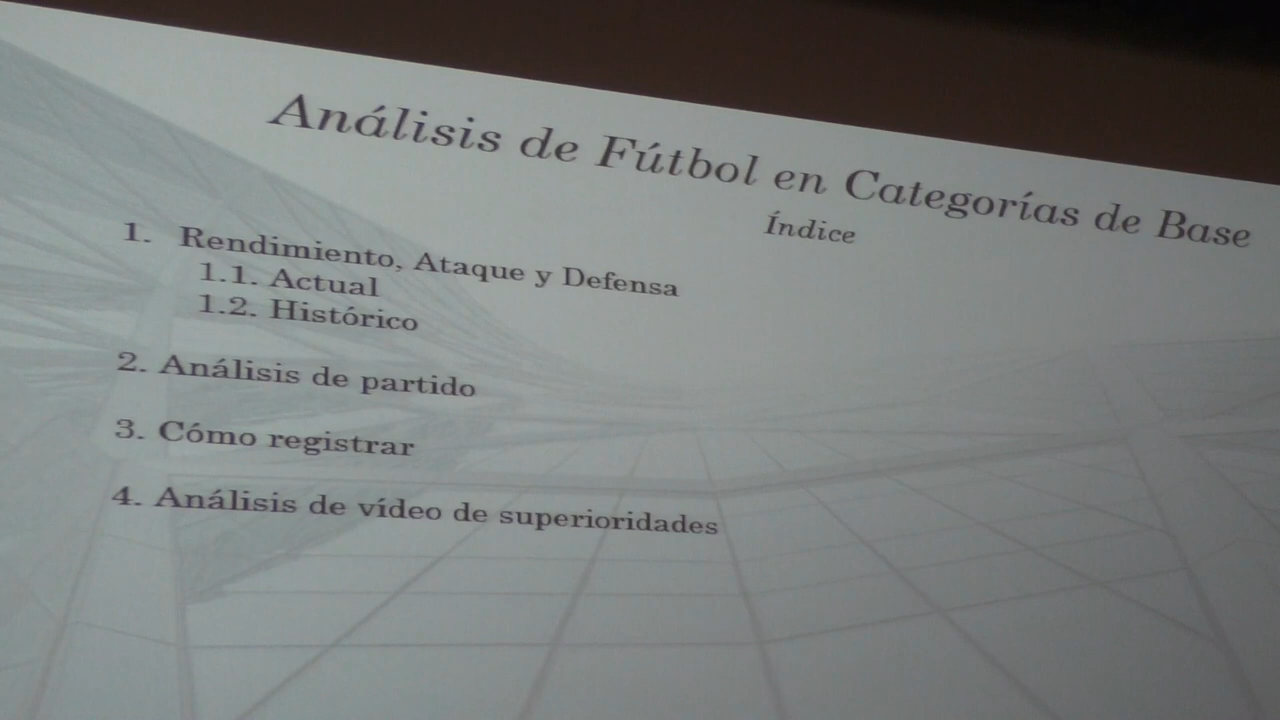 Análisis de Fútbol en Categorías de Base
Índice
1. Rendimiento, Ataque y Defensa
1.1. Actual
1.2. Histórico
2. Análisis de partido
3. Cómo registrar
4. Análisis de vídeo de superioridades